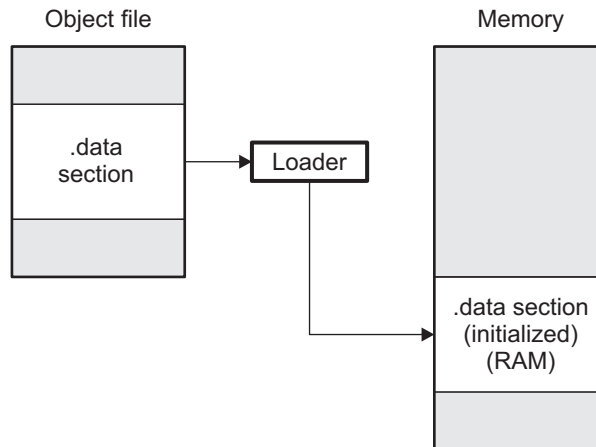 Object file
Memory
.data
section
Loader
.data section
(initialized)
(RAM)